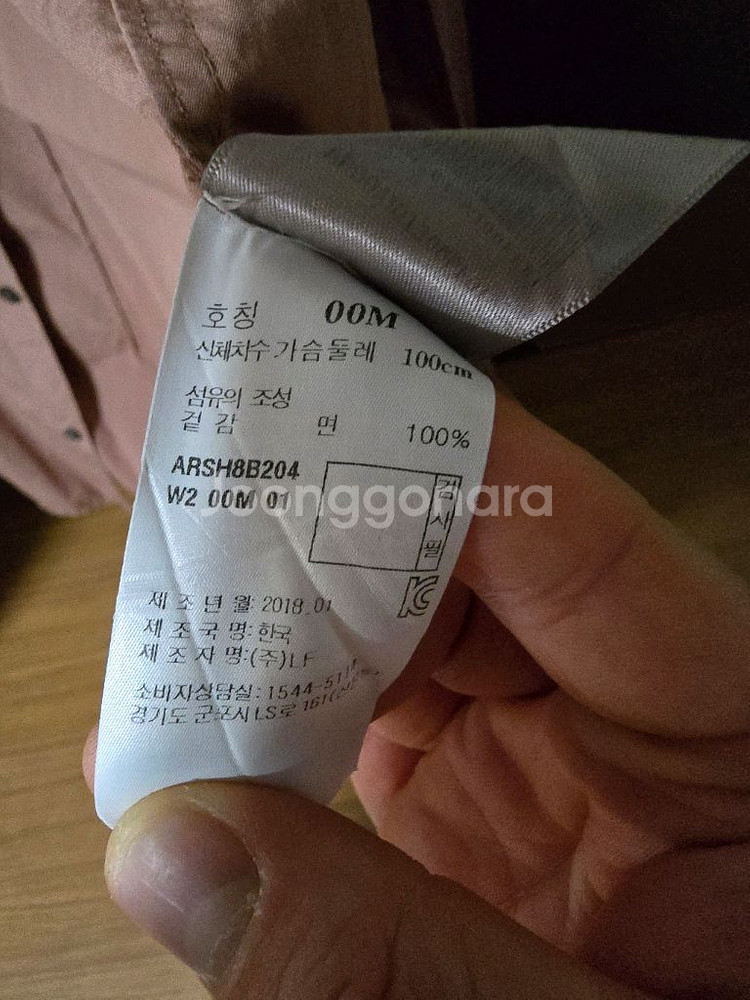 호칭 00M
신체치수 가슴둘레 100cm
섬유의 조성
겉감 면 100%
ARSH8B204
W2 00M 01
검사필
제조년월: 2018.01
제조국명: 한국
제조자명:(주)LF
소비자상담실: 1544-5114
경기도 군포시 LS로
Joonggonara